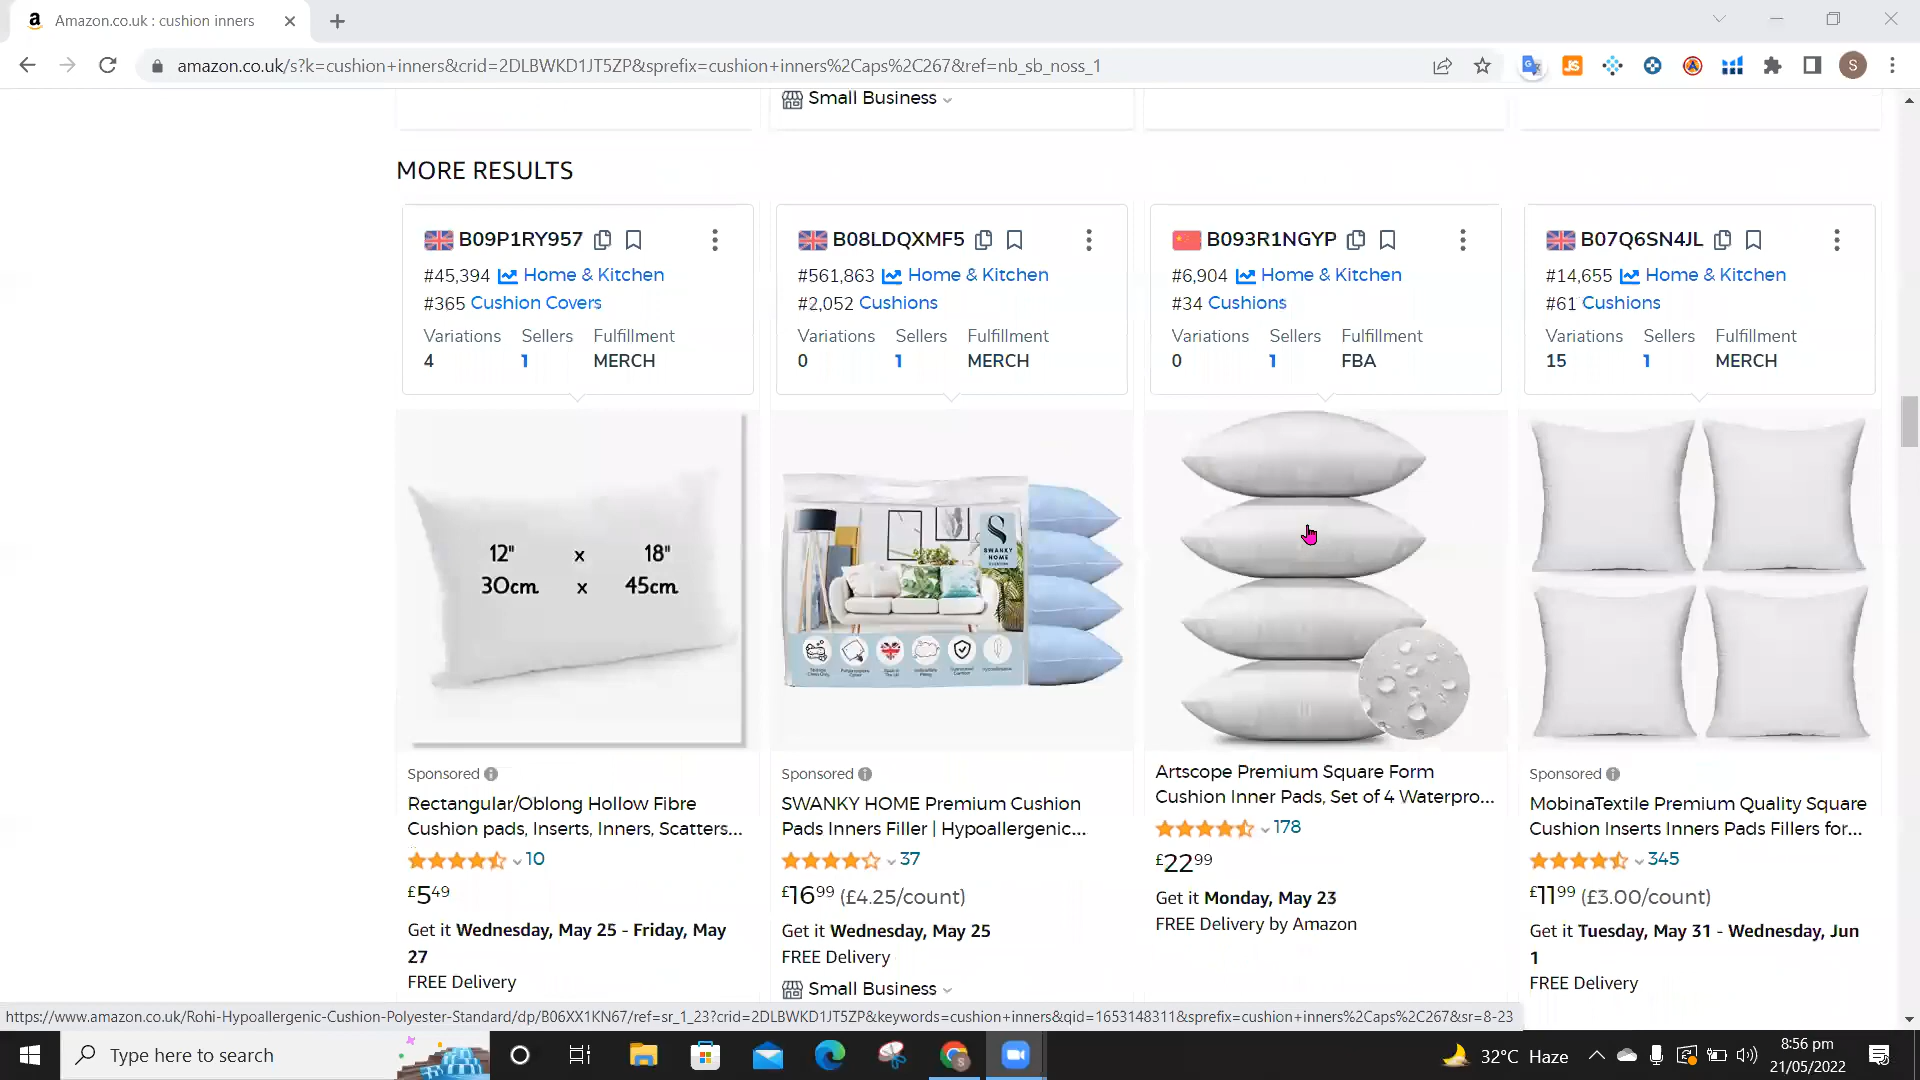 Amazon.co.uk : cushion inners
amazon.co.uk/s?k=cushion+inners&crid=2DLBWKD1JT5ZP&sprefix=cushion+inners%2Caps%2C267&ref=nb_sb_noss_1
JS
S
Small Business
MORE RESULTS
B09P1RY957
#45,394 Home & Kitchen
#365 Cushion Covers
Variations Sellers Fulfillment
4 1 MERCH
B08LDQXMF5
#561,863 Home & Kitchen
#2,052 Cushions
Variations Sellers Fulfillment
0 1 MERCH
B093R1NGYP
#6,904 Home & Kitchen
#34 Cushions
Variations Sellers Fulfillment
0 1 FBA
B07Q6SN4JL
#14,655 Home & Kitchen
#61 Cushions
Variations Sellers Fulfillment
15 1 MERCH
12" x 18"
30cm x 45cm
S
SWANKY
HOME
Sponsored
Rectangular/Oblong Hollow Fibre
Cushion pads, Inserts, Inners, Scatters...
10
£5.49
Get it Wednesday, May 25 - Friday, May
27
FREE Delivery
Sponsored
SWANKY HOME Premium Cushion
Pads Inners Filler | Hypoallergenic...
37
£16.99 (£4.25/count)
Get it Wednesday, May 25
FREE Delivery
Small Business
Artscope Premium Square Form
Cushion Inner Pads, Set of 4 Waterpro...
178
£22.99
Get it Monday, May 23
FREE Delivery by Amazon
Sponsored
MobinaTextile Premium Quality Square
Cushion Inserts Inners Pads Fillers for...
345
£11.99 (£3.00/count)
Get it Tuesday, May 31 - Wednesday, Jun
1
FREE Delivery
https://www.amazon.co.uk/Rohi-Hypoallergenic-Cushion-Polyester-Standard/dp/B06XX1KN67/ref=sr_1_23?crid=2DLBWKD1JT5ZP&keywords=cushion+inners&qid=1653148311&sprefix=cushion+inners%2Caps%2C267&sr=8-23
Type here to search
32°C Haze
8:56 pm
21/05/2022